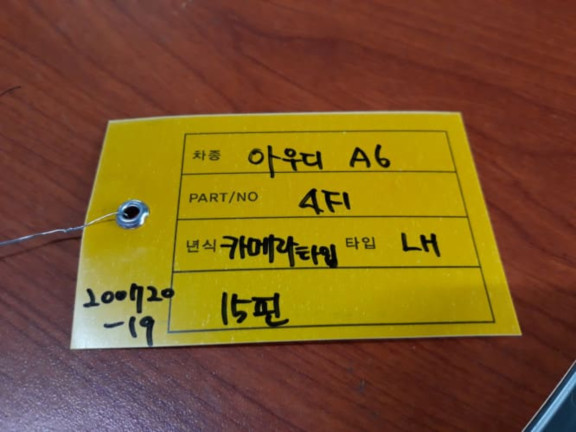 차종 아우디 A6
PART/NO 4F1
년식 카메라타입 타입 LH
15핀
200720
-19